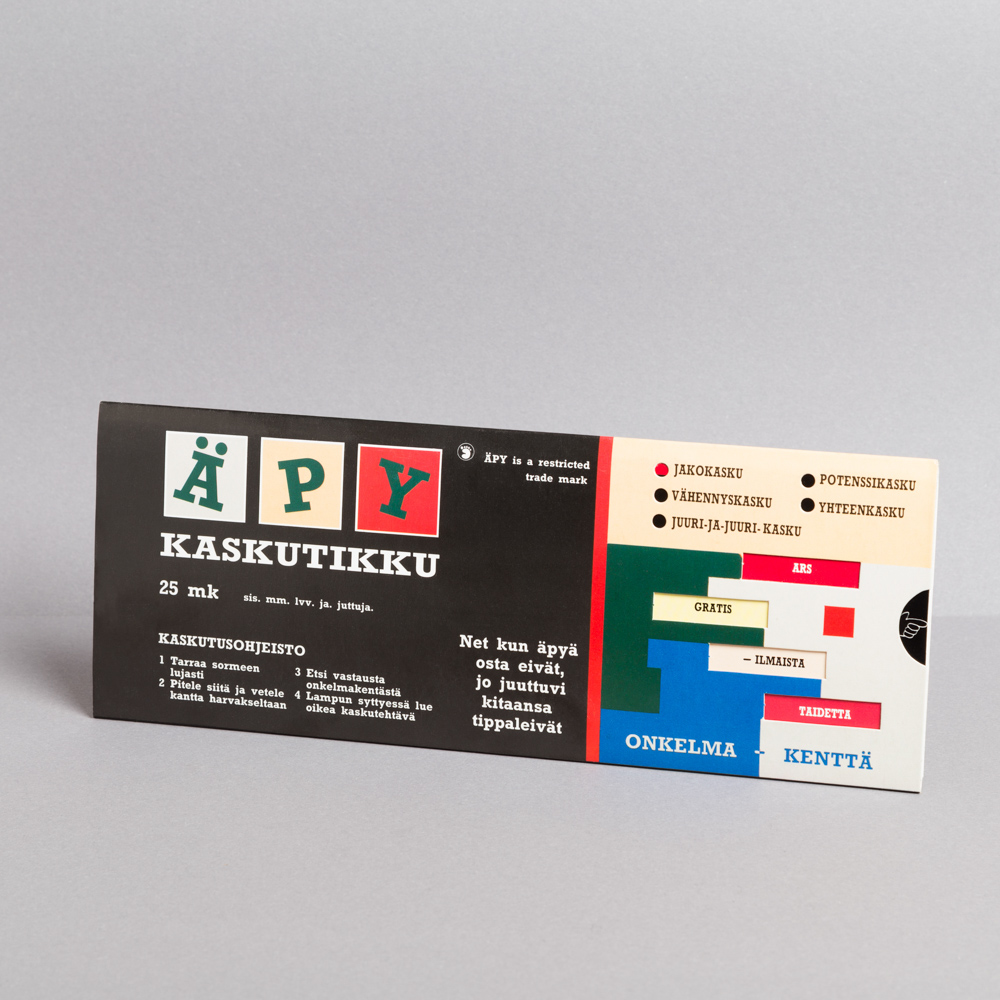 ÄPY
ÄPY is a restricted
trade mark
KASKUTIKKU
25 mk
sis. mm. lvv. ja. juttuja.
KASKUTUSOHJEISTO
1 Tarraa sormeen
lujasti
2 Pitele siitä ja vetele
kantta harvakseltaan
3 Etsi vastausta
onkelmakentästä
4 Lampun syttyessä lue
oikea kaskutehtävä
Net kun äpyä
osta eivät,
jo juuttuvi
kitaansa
tippaleivät
JAKOKASKU
VÄHENNYSKASKU
JUURI-JA-JUURI-KASKU
POTENSSIKASKU
YHTEENKASKU
ARS
GRATIS
– ILMAISTA
TAIDETTA
ONKELMA - KENTTÄ